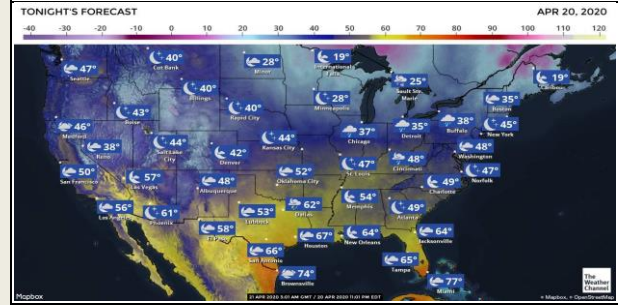 TONIGHT'S FORECAST
APR 20, 2020
-40 -30 -20 -10 0 10 20 30 40 50 60 70 80 90 100 110 120
47° Seattle
40° Cut Bank
28° Minot
19° International Falls
25° Sault Ste. Marie
19° Caribou
40° Billings
40° Rapid City
28° Minneapolis
35° Boston
43° Boise
38° Buffalo
45° New York
46° Medford
38° Reno
44° Salt Lake City
42° Denver
44° Kansas City
37° Chicago
35° Detroit
48° Washington
50° San Francisco
57° Las Vegas
48° Albuquerque
52° Oklahoma City
47° St. Louis
48° Cincinnati
47° Norfolk
49° Charlotte
56° Los Angeles
61° Phoenix
58° El Paso
53° Lubbock
62° Dallas
54° Memphis
49° Atlanta
66° San Antonio
67° Houston
64° New Orleans
64° Jacksonville
74° Brownsville
65° Tampa
77° Miami
The Weather Channel
Mapbox
21 APR 2020 3:01 AM GMT / 20 APR 2020 11:01 PM EDT
© Mapbox, © OpenStreetMap